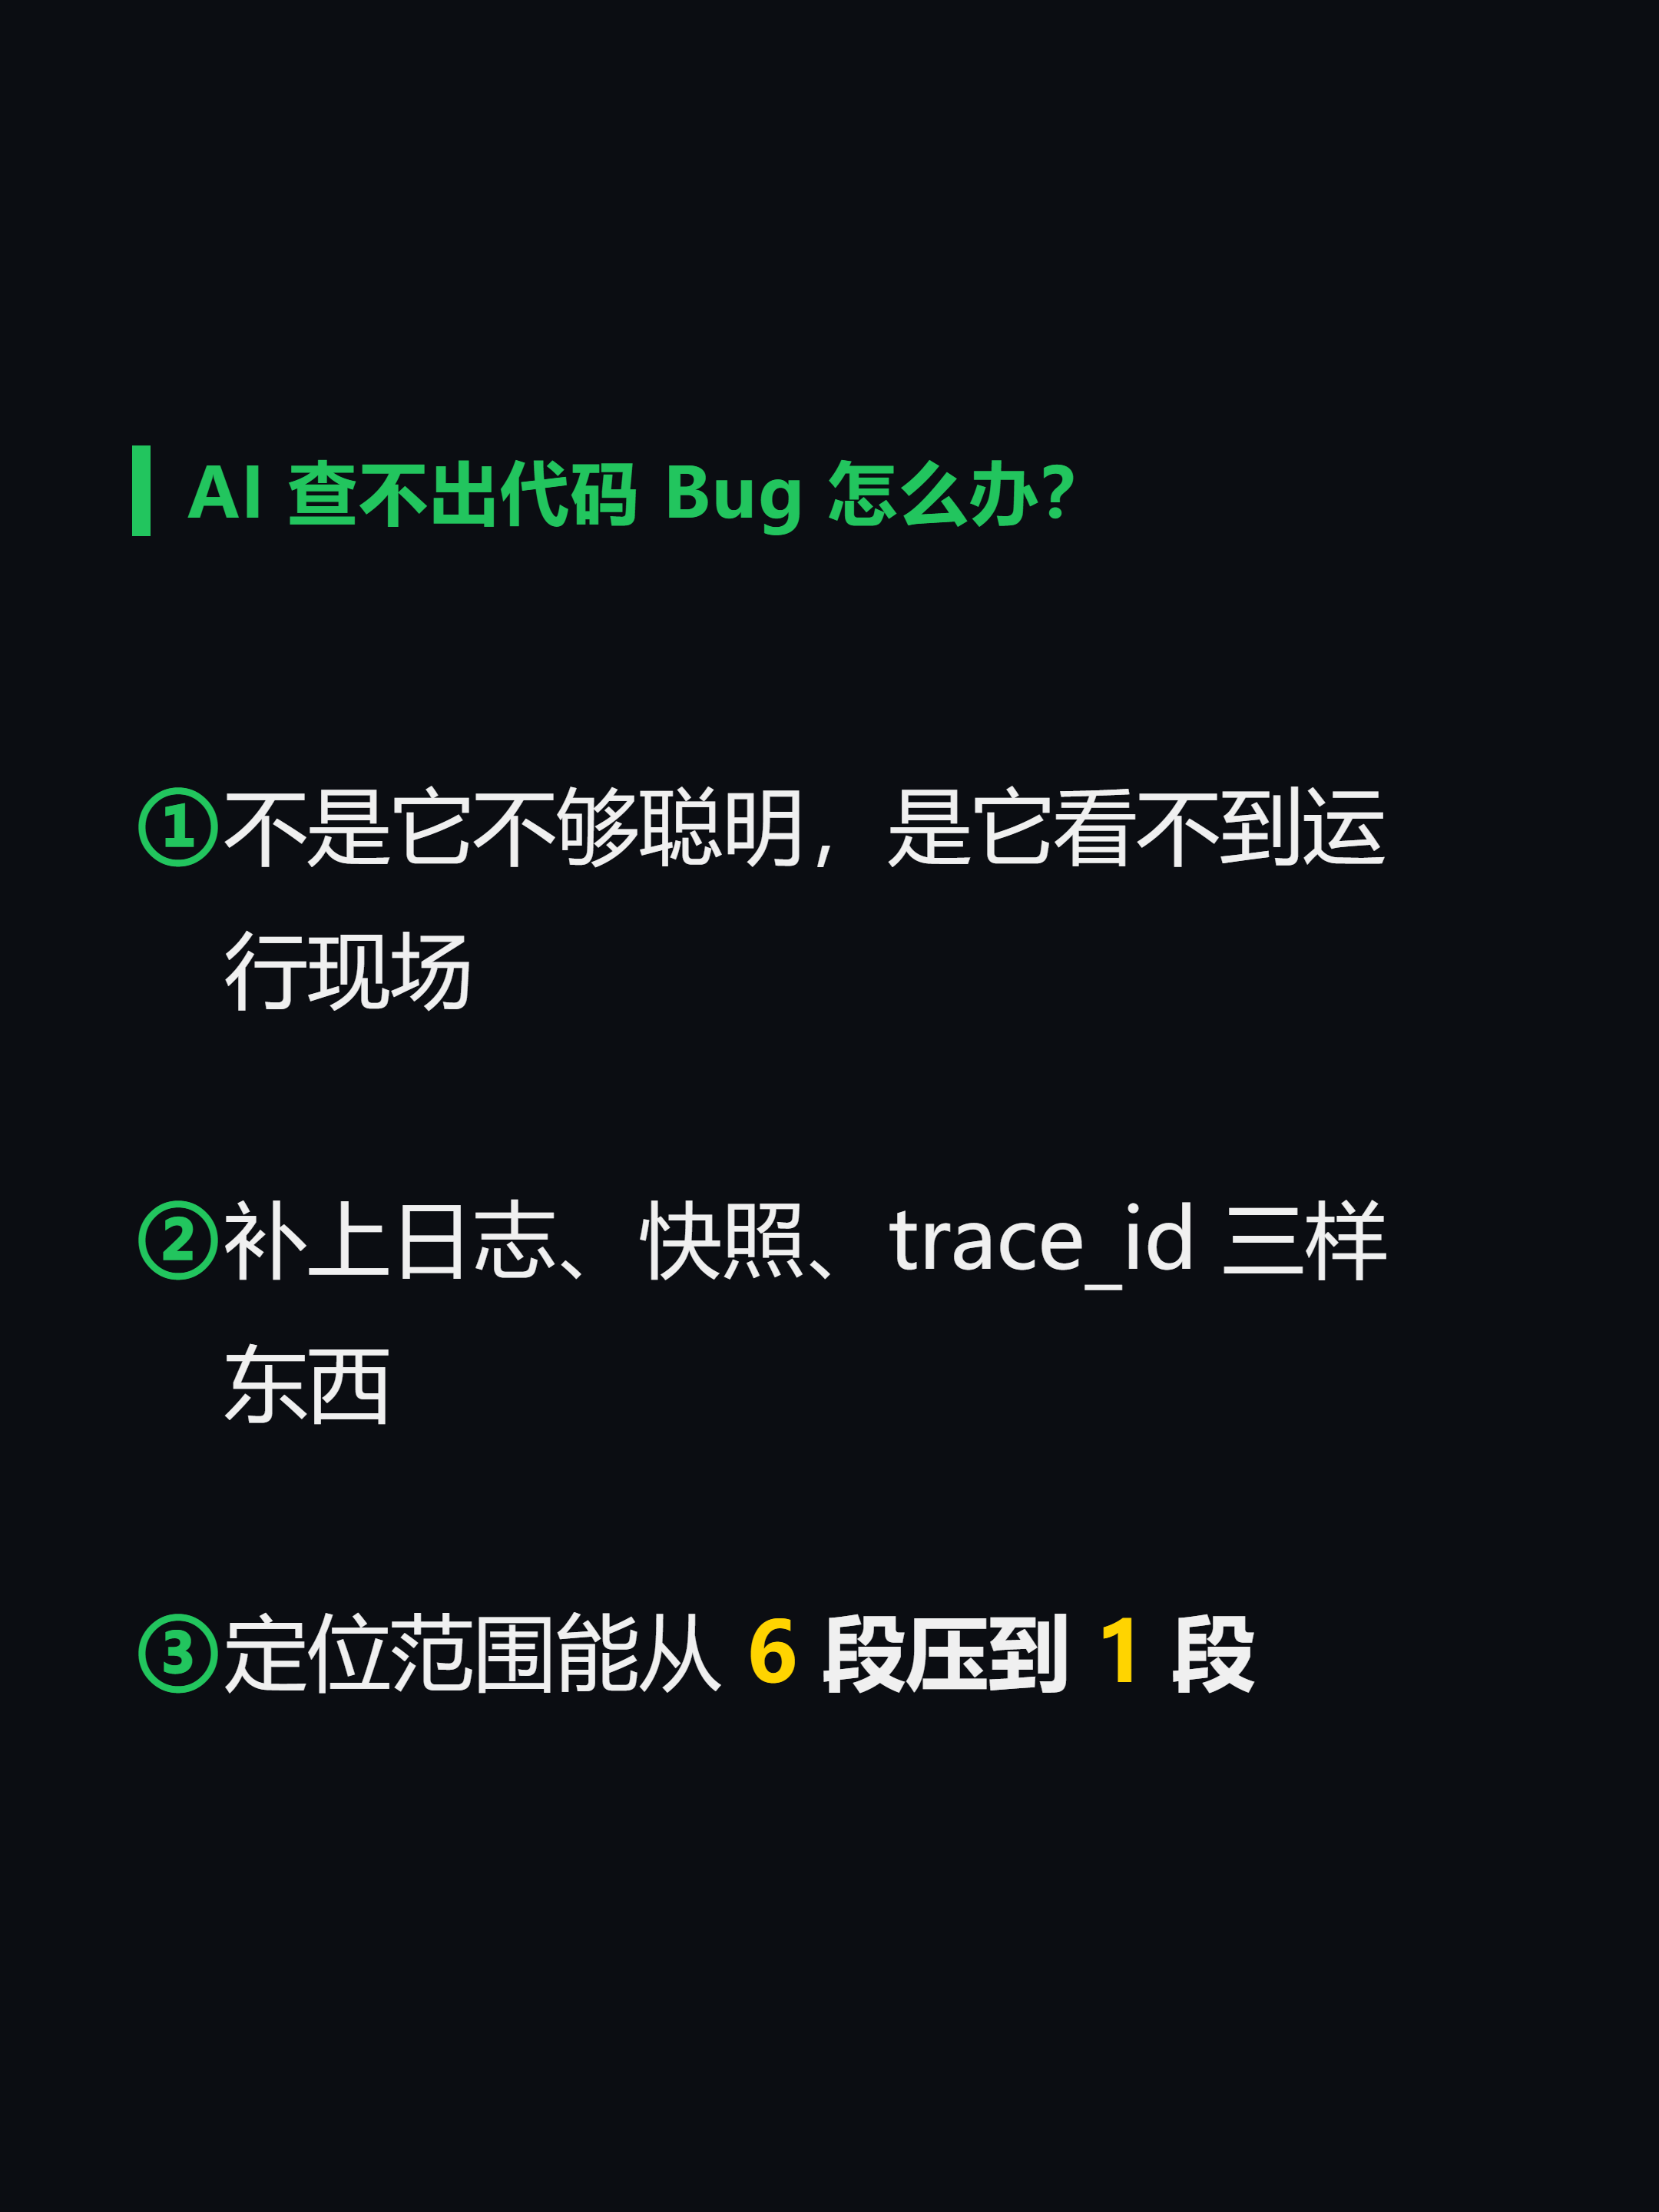 AI 查不出代码 Bug 怎么办?
①不是它不够聪明，是它看不到运
行现场
②补上日志、快照、trace_id 三样
东西
③定位范围能从 6 段压到 1 段